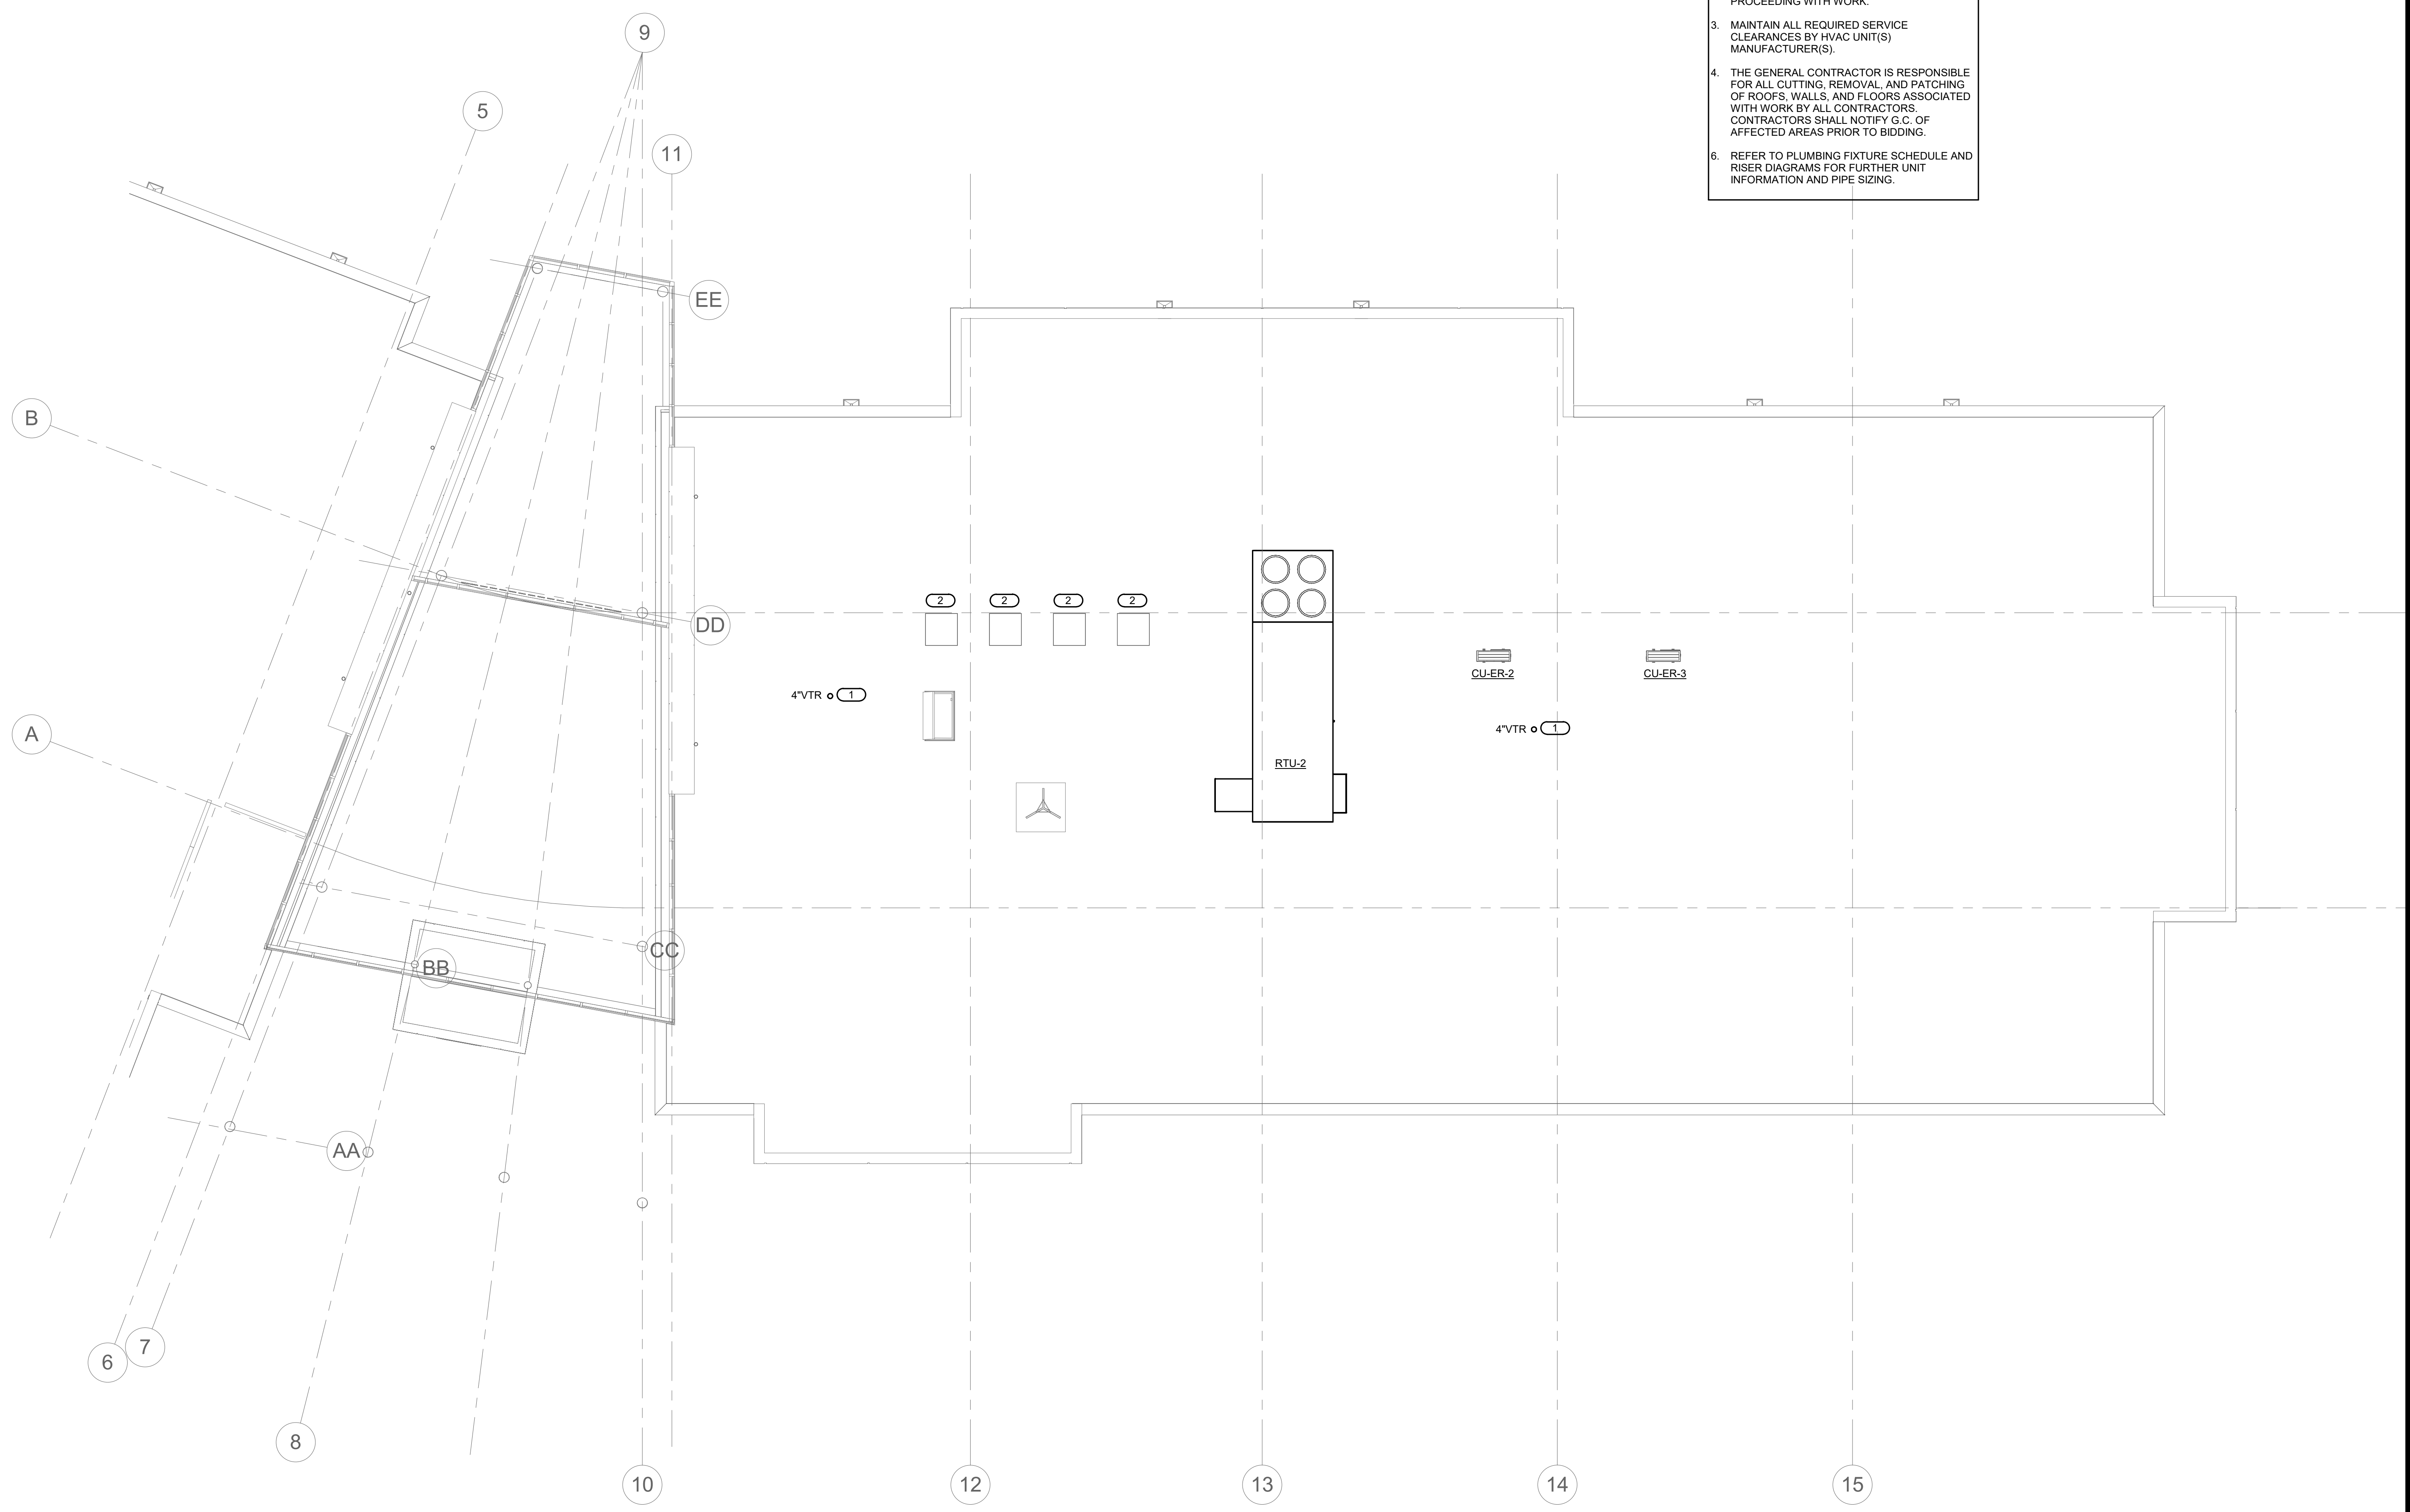 PROCEEDING WITH WORK.
3. MAINTAIN ALL REQUIRED SERVICE
CLEARANCES BY HVAC UNIT(S)
MANUFACTURER(S).
4. THE GENERAL CONTRACTOR IS RESPONSIBLE
FOR ALL CUTTING, REMOVAL, AND PATCHING
OF ROOFS, WALLS, AND FLOORS ASSOCIATED
WITH WORK BY ALL CONTRACTORS.
CONTRACTORS SHALL NOTIFY G.C. OF
AFFECTED AREAS PRIOR TO BIDDING.
6. REFER TO PLUMBING FIXTURE SCHEDULE AND
RISER DIAGRAMS FOR FURTHER UNIT
INFORMATION AND PIPE SIZING.
9
5
11
EE
B
2
2
2
2
DD
CU-ER-2
CU-ER-3
4"VTR
1
4"VTR
1
A
RTU-2
CC
BB
AA
7
6
8
10
12
13
14
15